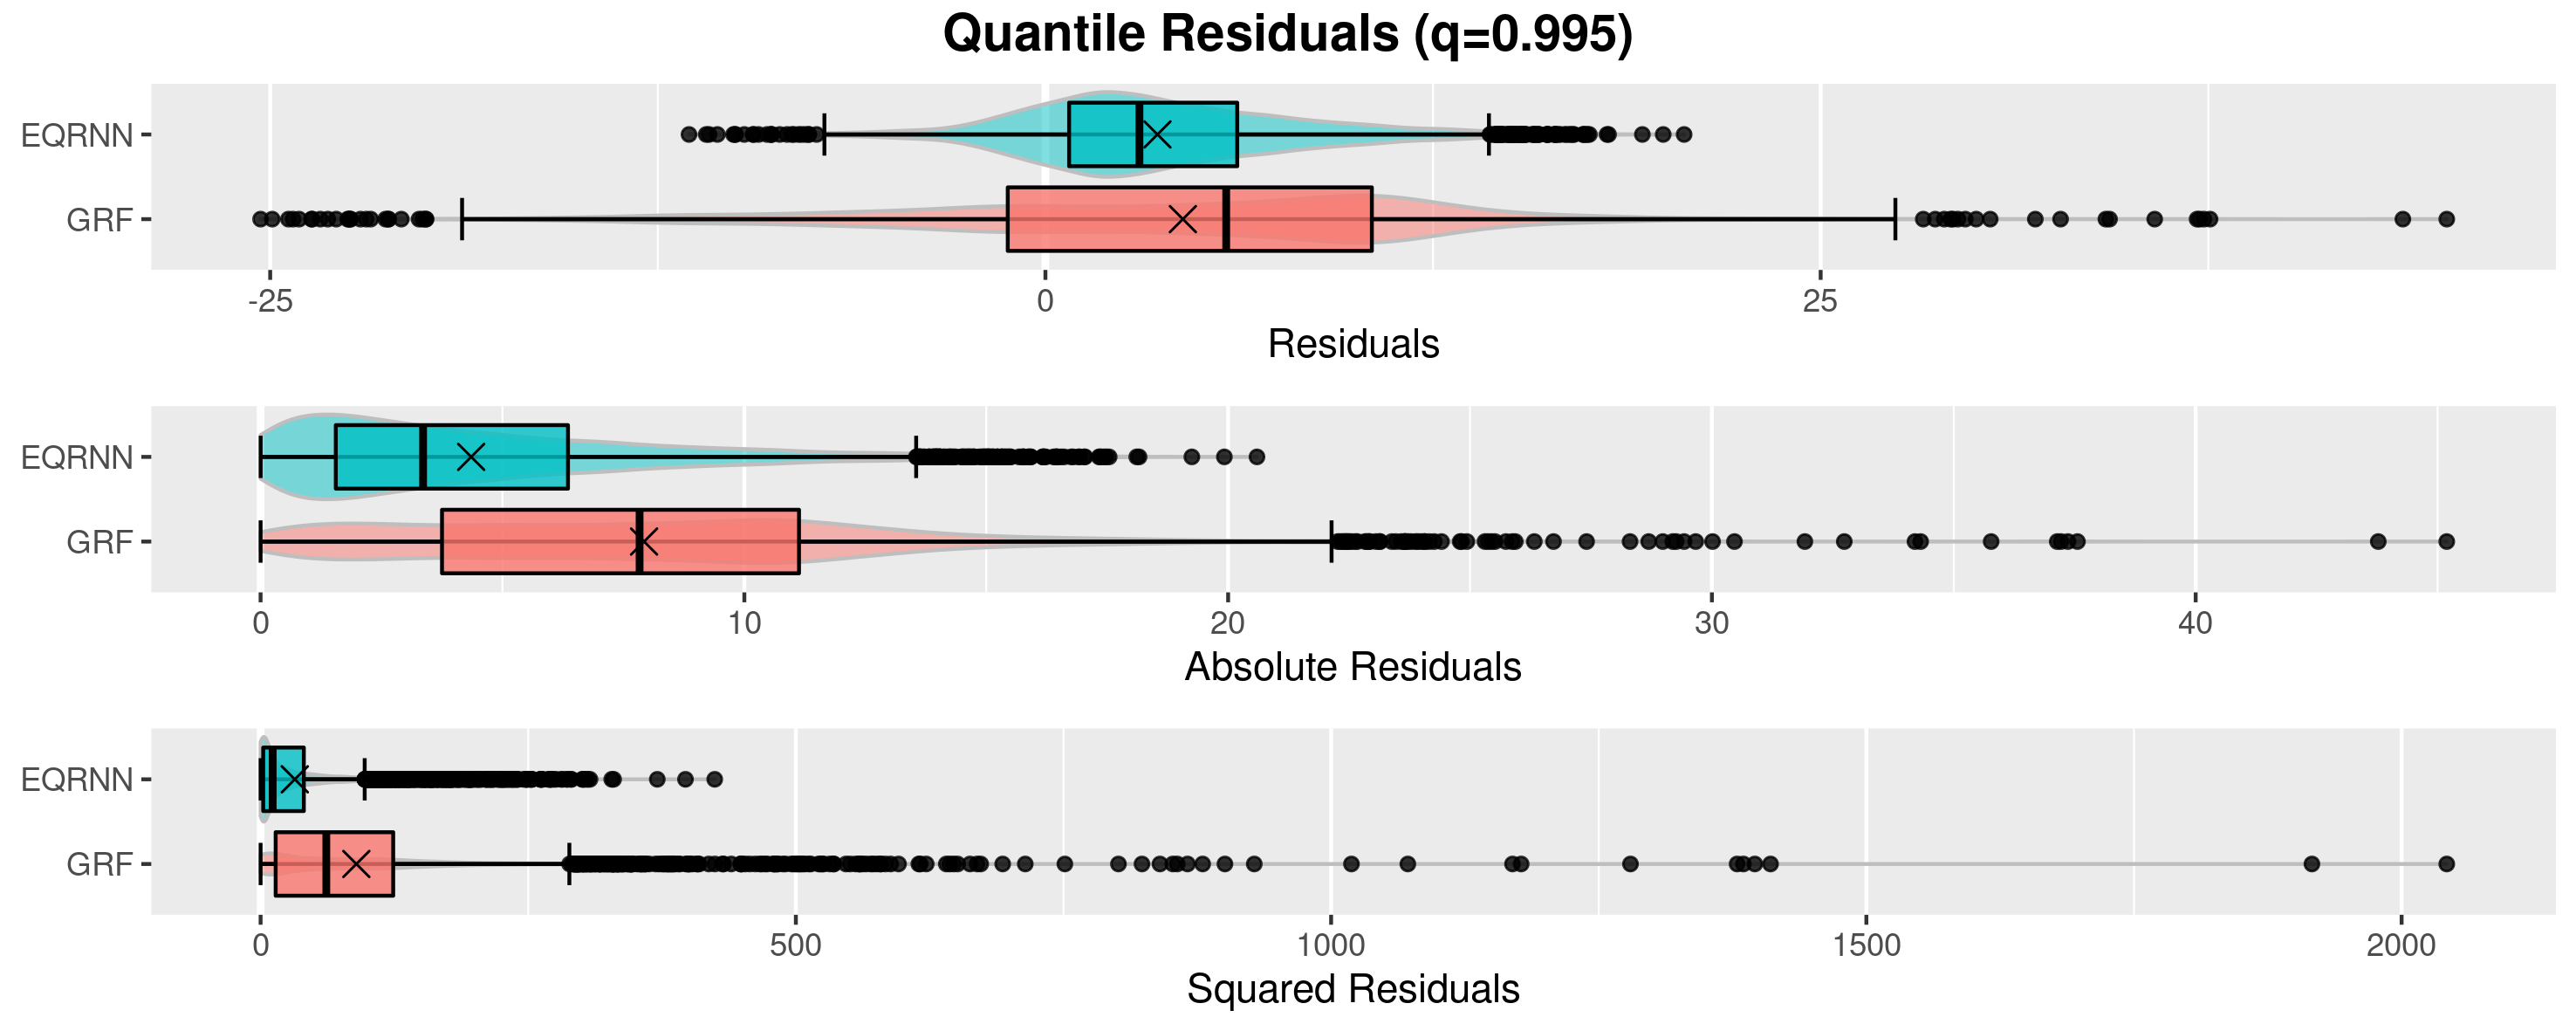 Quantile Residuals (q=0.995)
EQRNN
GRF
-25 0 25
Residuals
EQRNN
GRF
0 10 20 30 40
Absolute Residuals
EQRNN
GRF
0 500 1000 1500 2000
Squared Residuals